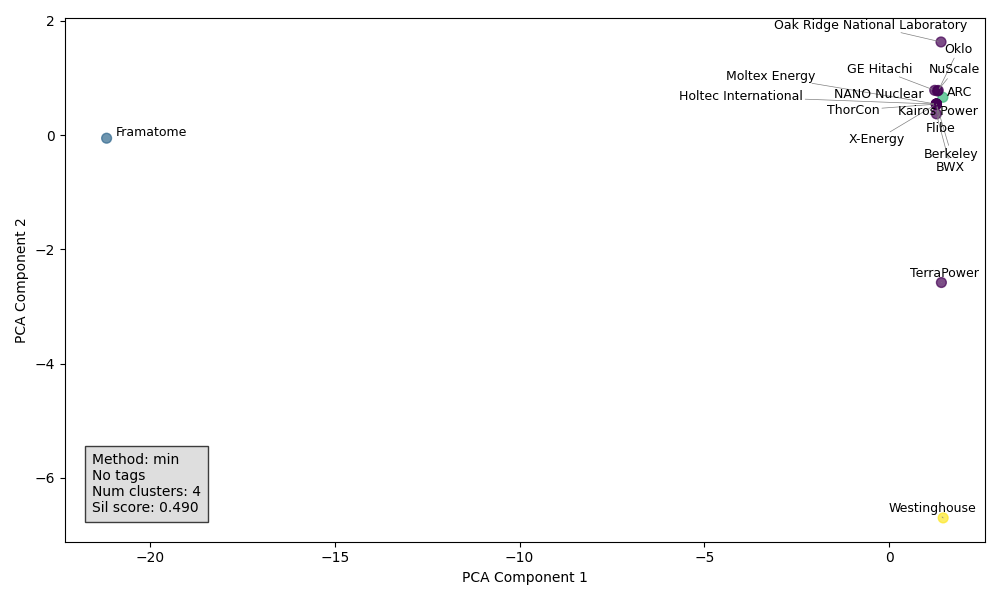 2
Oak Ridge National Laboratory
Oklo
GE Hitachi
NuScale
Moltex Energy
Holtec International
NANO Nuclear
ARC
ThorCon
Kairos Power
Flibe
X-Energy
Berkeley
BWX
0
Framatome
−2
TerraPower
−4
−6
Westinghouse
PCA Component 2
Method: min
No tags
Num clusters: 4
Sil score: 0.490
−20
−15
−10
−5
0
PCA Component 1